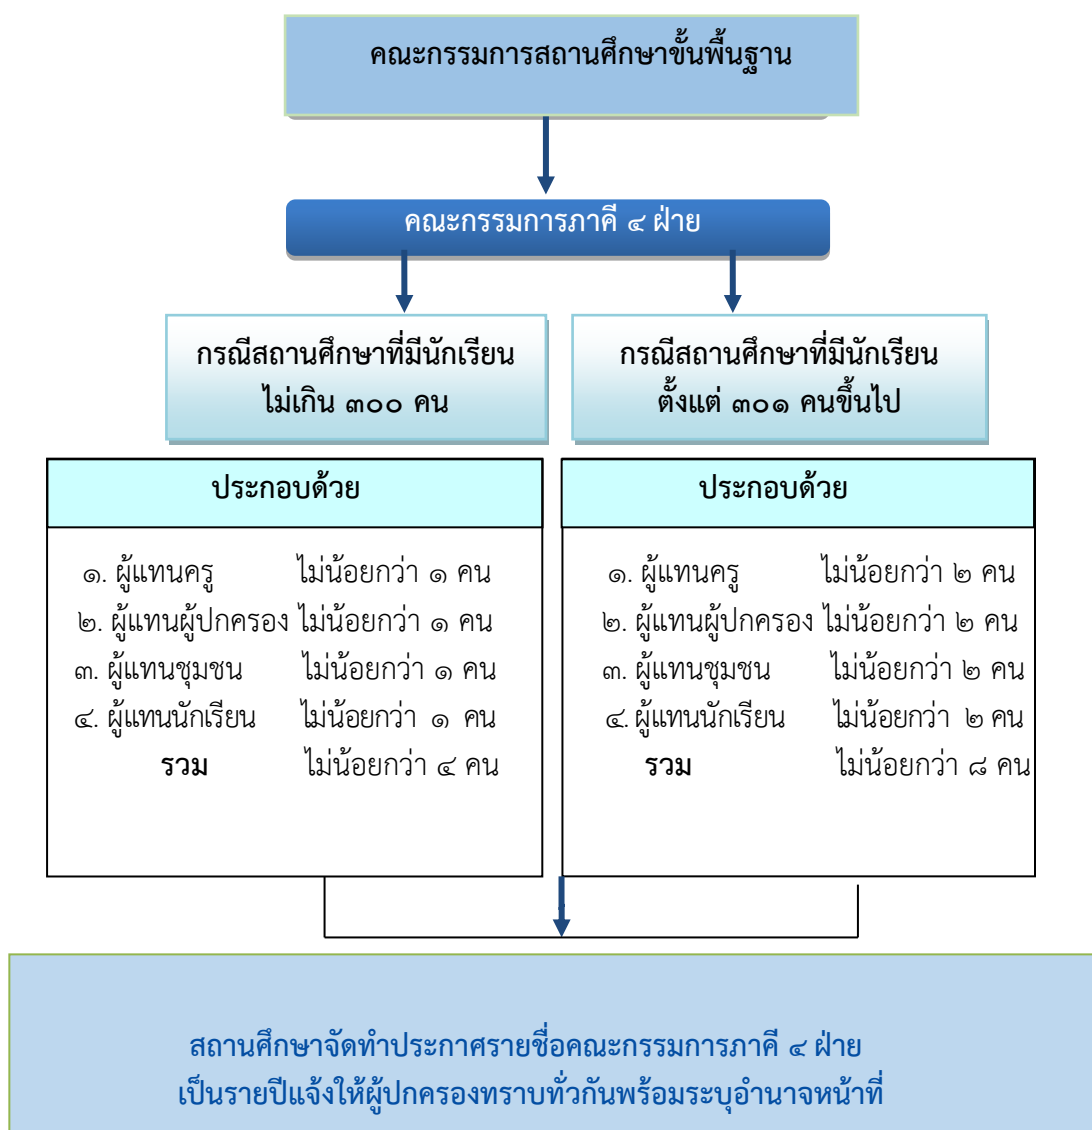 คณะกรรมการสถานศึกษาขั้นพื้นฐาน
คณะกรรมการภาคี ๔ ฝ่าย
กรณีสถานศึกษาที่มีนักเรียน
ไม่เกิน ๓๐๐ คน
กรณีสถานศึกษาที่มีนักเรียน
ตั้งแต่ ๓๐๑ คนขึ้นไป
ประกอบด้วย
๑. ผู้แทนครู ไม่น้อยกว่า ๑ คน
๒. ผู้แทนผู้ปกครอง ไม่น้อยกว่า ๑ คน
๓. ผู้แทนชุมชน ไม่น้อยกว่า ๑ คน
๔. ผู้แทนนักเรียน ไม่น้อยกว่า ๑ คน
รวม ไม่น้อยกว่า ๔ คน
ประกอบด้วย
๑. ผู้แทนครู ไม่น้อยกว่า ๒ คน
๒. ผู้แทนผู้ปกครอง ไม่น้อยกว่า ๒ คน
๓. ผู้แทนชุมชน ไม่น้อยกว่า ๒ คน
๔. ผู้แทนนักเรียน ไม่น้อยกว่า ๒ คน
รวม ไม่น้อยกว่า ๘ คน
สถานศึกษาจัดทำประกาศรายชื่อคณะกรรมการภาคี ๔ ฝ่าย
เป็นรายปีแจ้งให้ผู้ปกครองทราบทั่วกันพร้อมระบุอำนาจหน้าที่